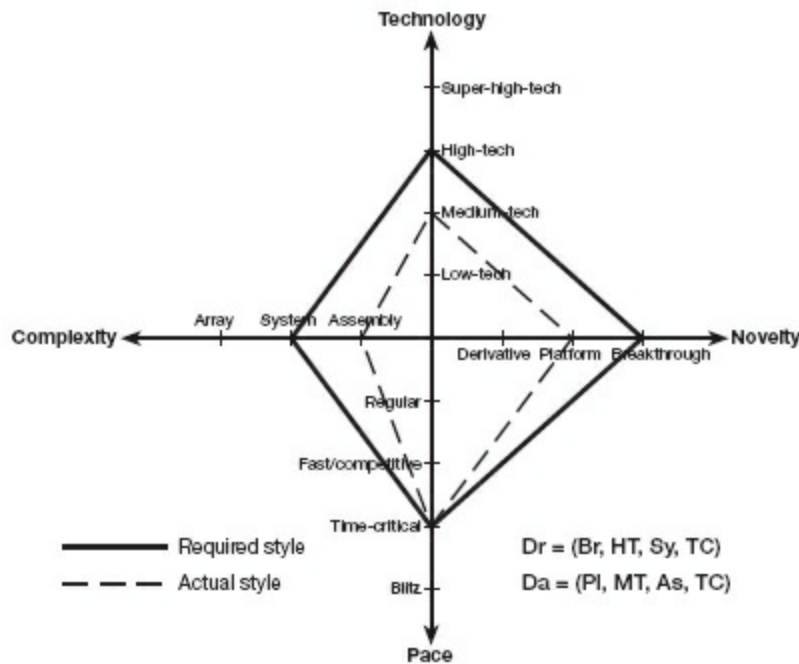 Technology
Super-high-tech
High-tech
Medium-tech
Low-tech
Array
System
Assembly
Complexity
Novelty
Derivative
Platform
Breakthrough
Regular
Fast/competitive
Time-critical
Required style
Dr = (Br, HT, Sy, TC)
Actual style
Da = (Pl, MT, As, TC)
Blitz
Pace